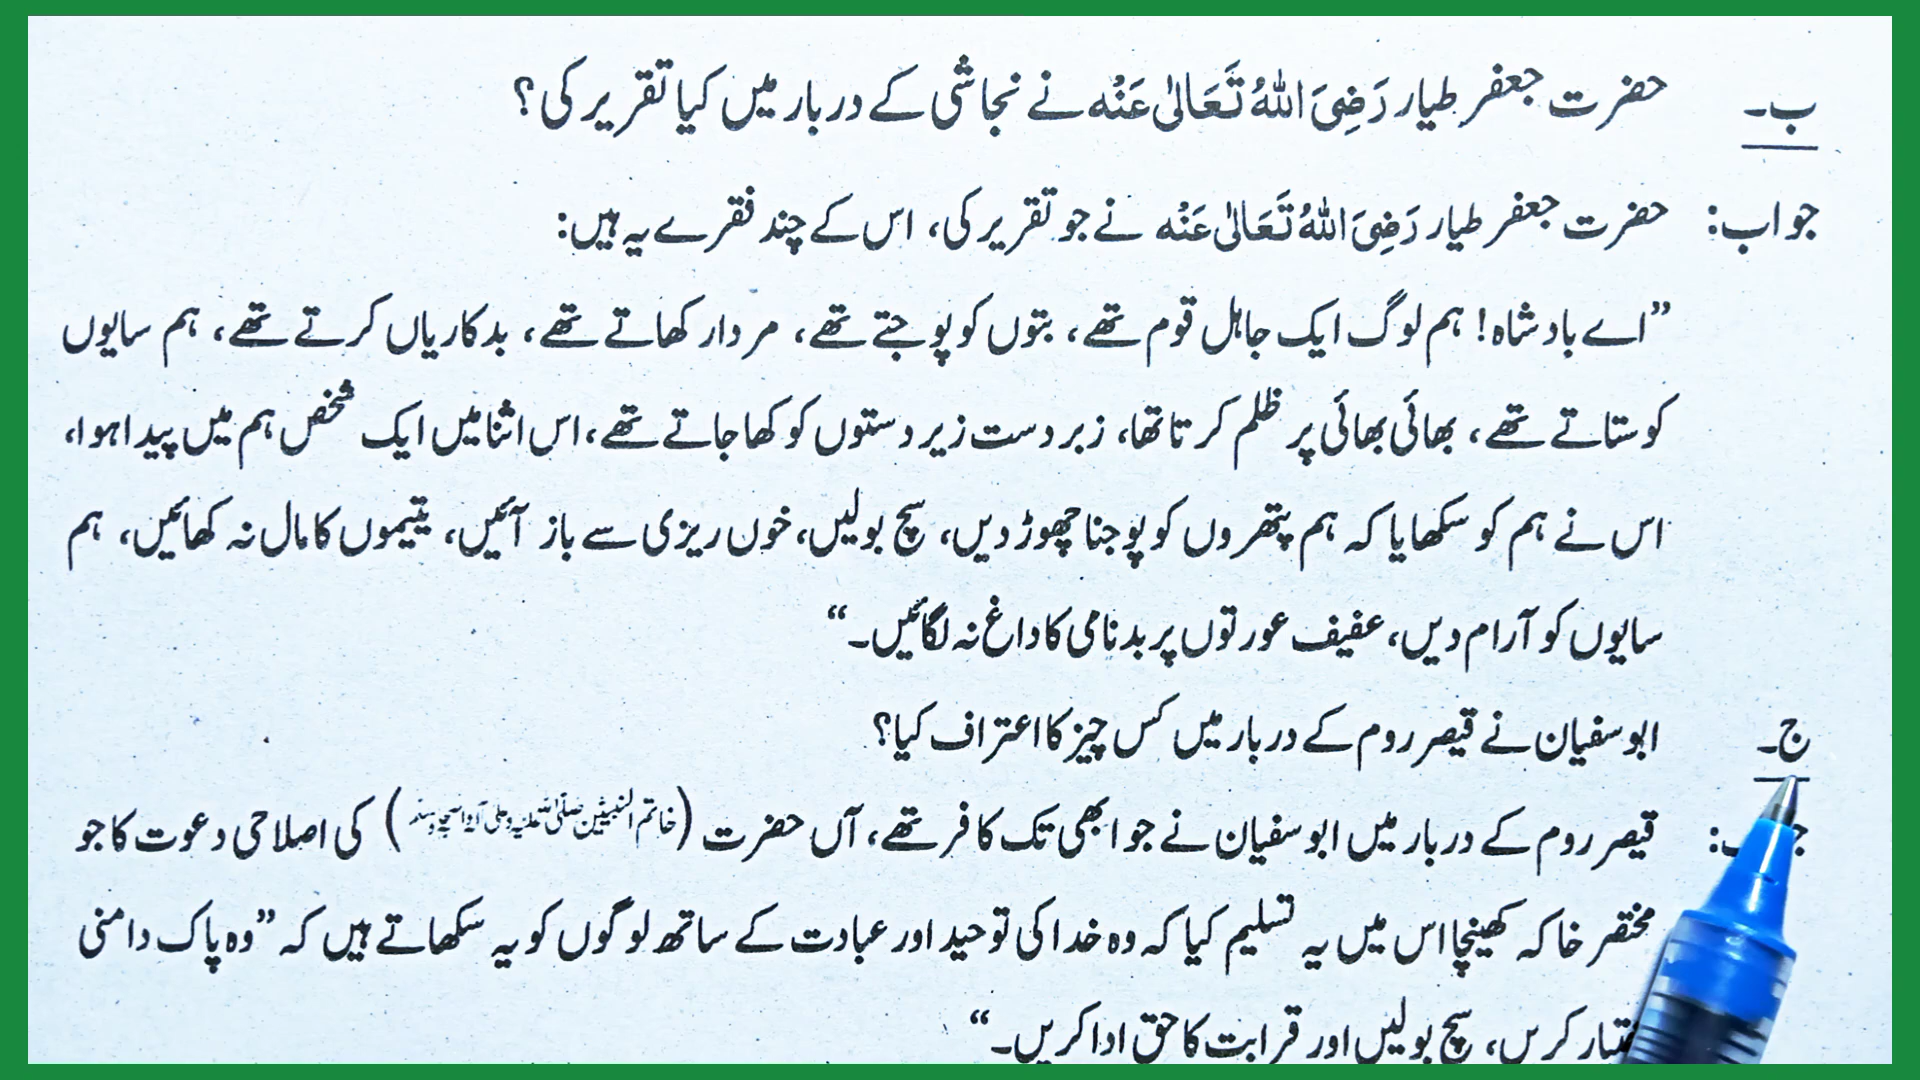 ب۔ حضرت جعفر طیار رَضِیَ اللّٰہُ تَعَالٰی عَنْہ نے نجاشی کے دربار میں کیا تقریر کی؟
جواب: حضرت جعفر طیار رَضِیَ اللّٰہُ تَعَالٰی عَنْہ نے جو تقریر کی، اس کے چند فقرے یہ ہیں:
”اے بادشاہ! ہم لوگ ایک جاہل قوم تھے، بتوں کو پوجتے تھے، مردار کھاتے تھے، بدکاریاں کرتے تھے، ہم سایوں
کو ستاتے تھے، بھائی بھائی پر ظلم کرتا تھا، زبردست زیردستوں کو کھا جاتے تھے، اس اثنا میں ایک شخص ہم میں پیدا ہوا،
اس نے ہم کو سکھایا کہ ہم پتھروں کو پوجنا چھوڑ دیں، سچ بولیں، خون ریزی سے باز آئیں، یتیموں کا مال نہ کھائیں، ہم
سایوں کو آرام دیں، عفیف عورتوں پر بدنامی کا داغ نہ لگائیں۔“
ج۔ ابوسفیان نے قیصر روم کے دربار میں کس چیز کا اعتراف کیا؟
قیصر روم کے دربار میں ابوسفیان نے جو ابھی تک کافر تھے، آں حضرت (خاتم النبیین صلی اللہ علیہ وعلی آلہ واصحابہ وسلم) کی اصلاحی دعوت کا جو
مختصر خاکہ کھینچا اس میں یہ تسلیم کیا کہ وہ خدا کی توحید اور عبادت کے ساتھ لوگوں کو یہ سکھاتے ہیں کہ ”وہ پاک دامنی
کریں، سچ بولیں اور قرابت کا حق ادا کریں۔“